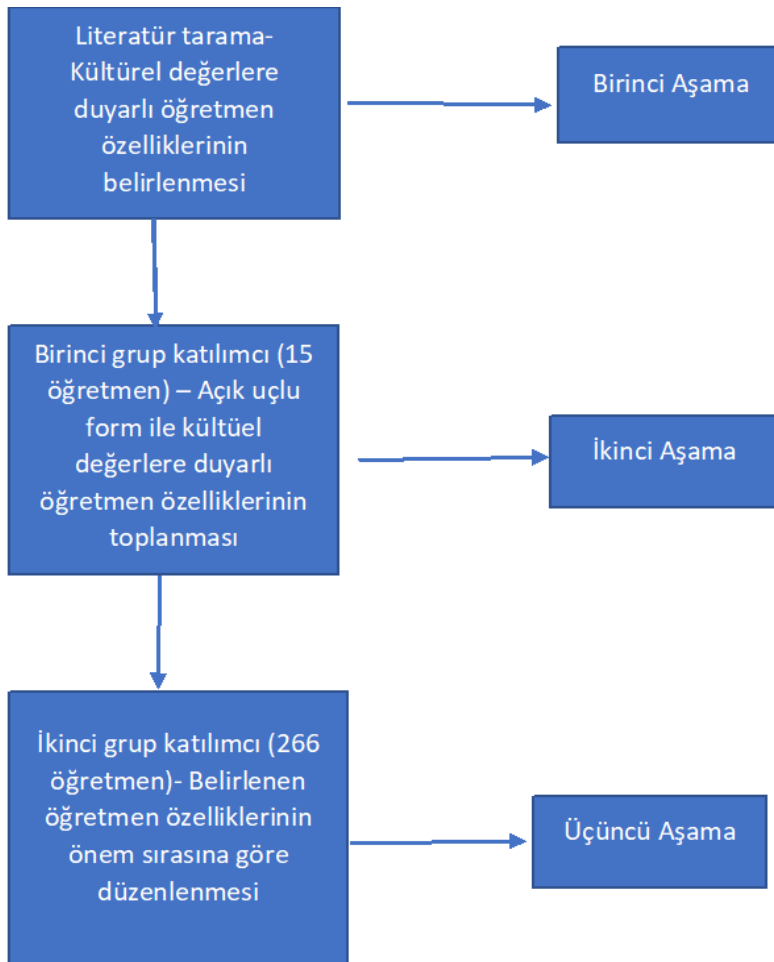 Literatür tarama-
Kültürel değerlere
duyarlı öğretmen
özelliklerinin
belirlenmesi
Birinci Aşama
Birinci grup katılımcı (15
öğretmen) – Açık uçlu
form ile kültüel
değerlere duyarlı
öğretmen özelliklerinin
toplanması
İkinci Aşama
İkinci grup katılımcı (266
öğretmen)- Belirlenen
öğretmen özelliklerinin
önem sırasına göre
düzenlenmesi
Üçüncü Aşama